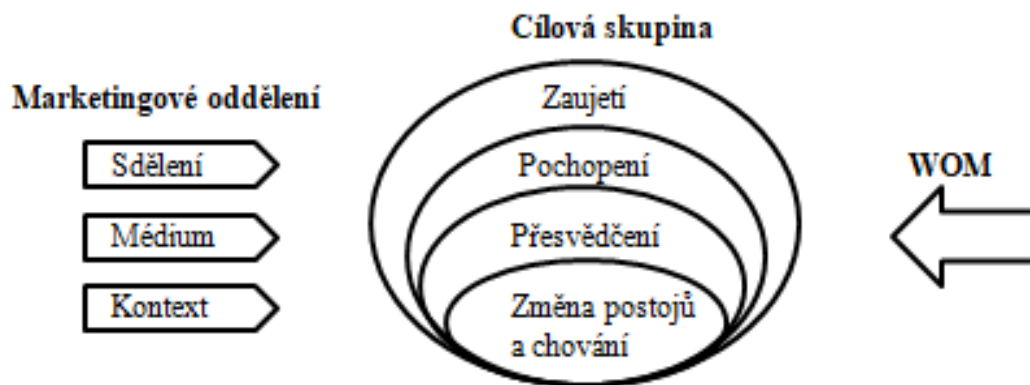 Cílová skupina
Marketingové oddělení
Zaujetí
Sdělení
Pochopení
WOM
Médium
Přesvědčení
Kontext
Změna postojů
a chování